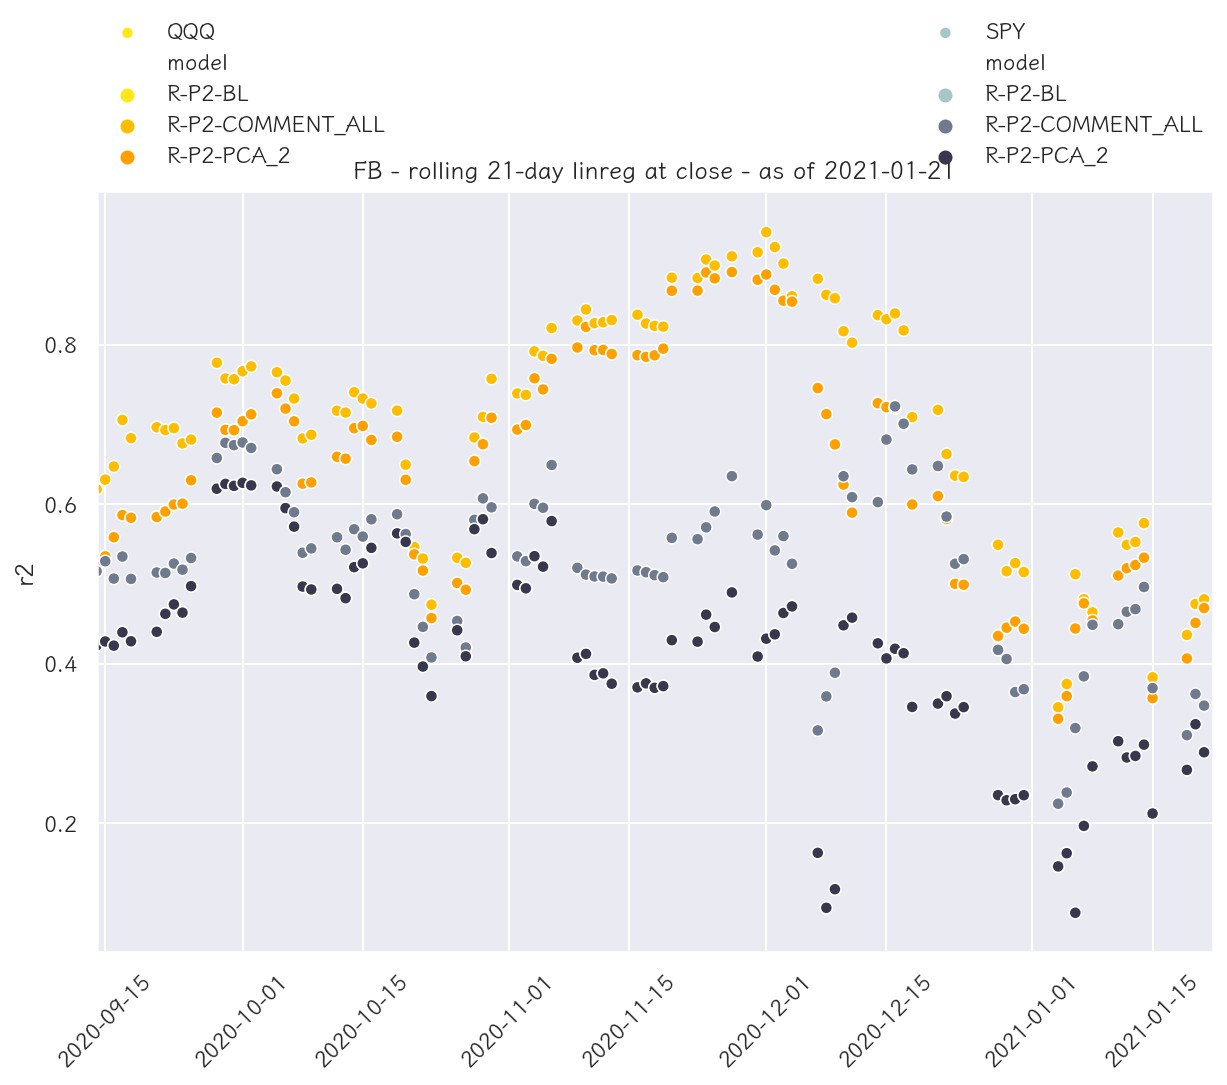 QQQ
model
R-P2-BL
R-P2-COMMENT_ALL
R-P2-PCA_2
SPY
model
R-P2-BL
R-P2-COMMENT_ALL
R-P2-PCA_2
FB - rolling 21-day linreg at close - as of 2021-01-21
0.8
0.6
0.4
0.2
r2
2020-09-15
2020-10-01
2020-10-15
2020-11-01
2020-11-15
2020-12-01
2020-12-15
2021-01-01
2021-01-15